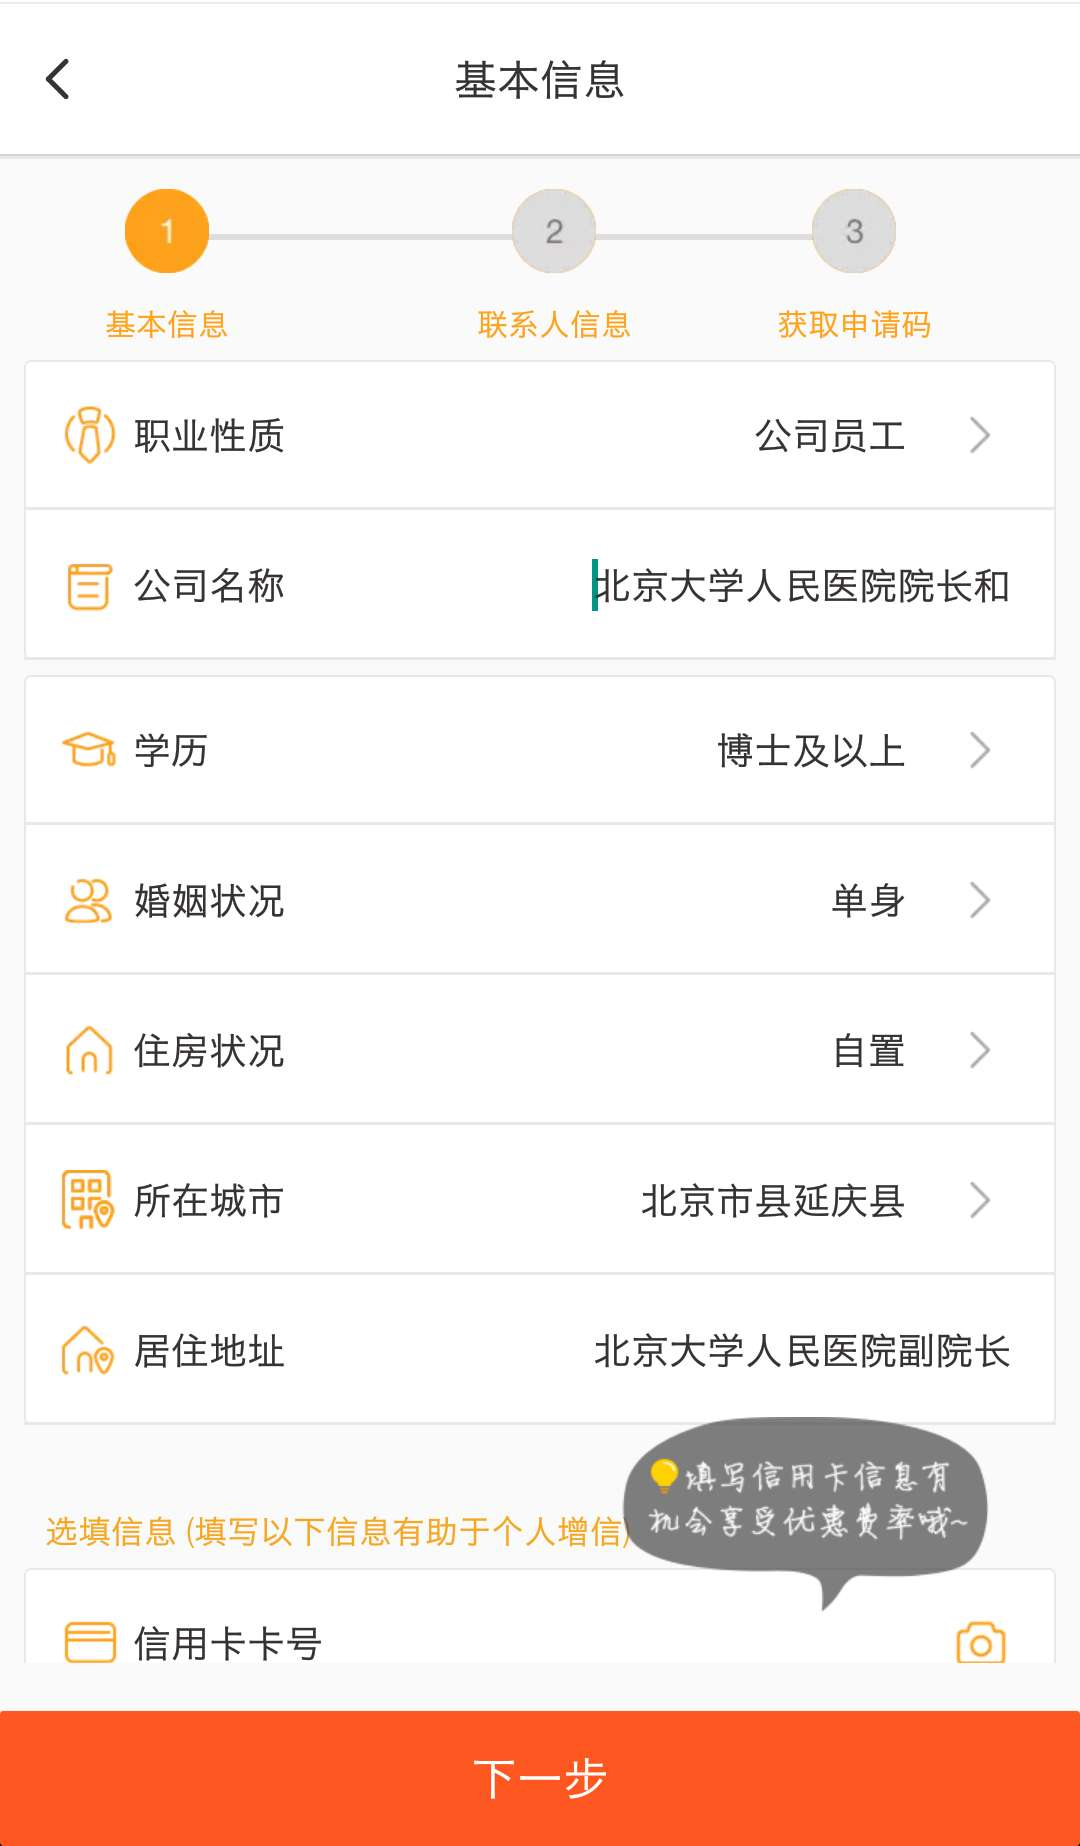 基本信息
1
2
3
基本信息
联系人信息
获取申请码
职业性质
公司员工
公司名称
北京大学人民医院院长和
学历
博士及以上
婚姻状况
单身
住房状况
自置
所在城市
北京市县延庆县
居住地址
北京大学人民医院副院长
填写信用卡信息有
机会享受优惠费率哦~
选填信息 (填写以下信息有助于个人增信)
信用卡卡号
下一步